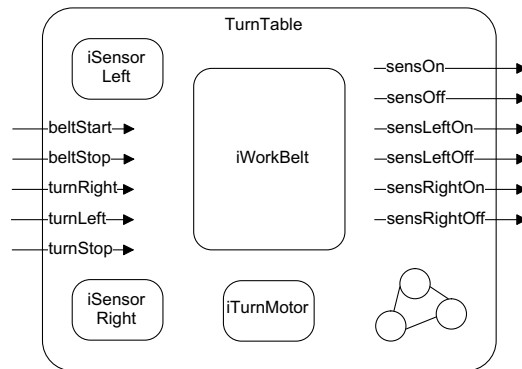 TurnTable
iSensor
Left
beltStart
beltStop
turnRight
turnLeft
turnStop
iWorkBelt
sensOn
sensOff
sensLeftOn
sensLeftOff
sensRightOn
sensRightOff
iSensor
Right
iTurnMotor